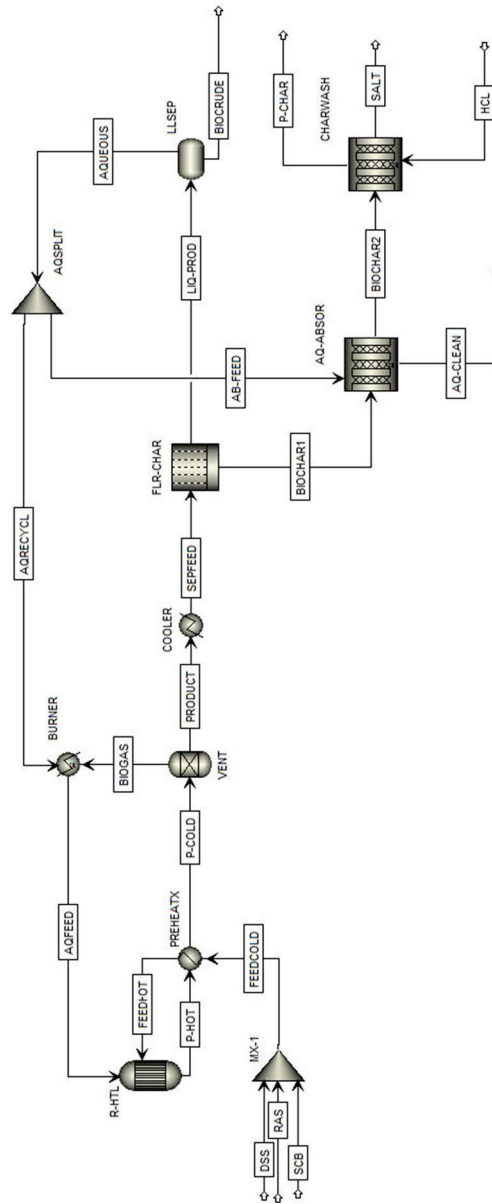 DSS
RAS
SCB
MX-1
FEEDCOLD
PREHEATX
FEEDHOT
P-HOT
R-HTL
AQFEED
P-COLD
VENT
BIOGAS
BURNER
AQRECYCL
PRODUCT
COOLER
SEPFEED
FLR-CHAR
BIOCHAR1
LIQ-PROD
LLSEP
BIOCRUDE
AQUEOUS
AQSPLIT
AB-FEED
AQ-ABSOR
BIOCHAR2
AQ-CLEAN
CHARWASH
P-CHAR
SALT
HCL